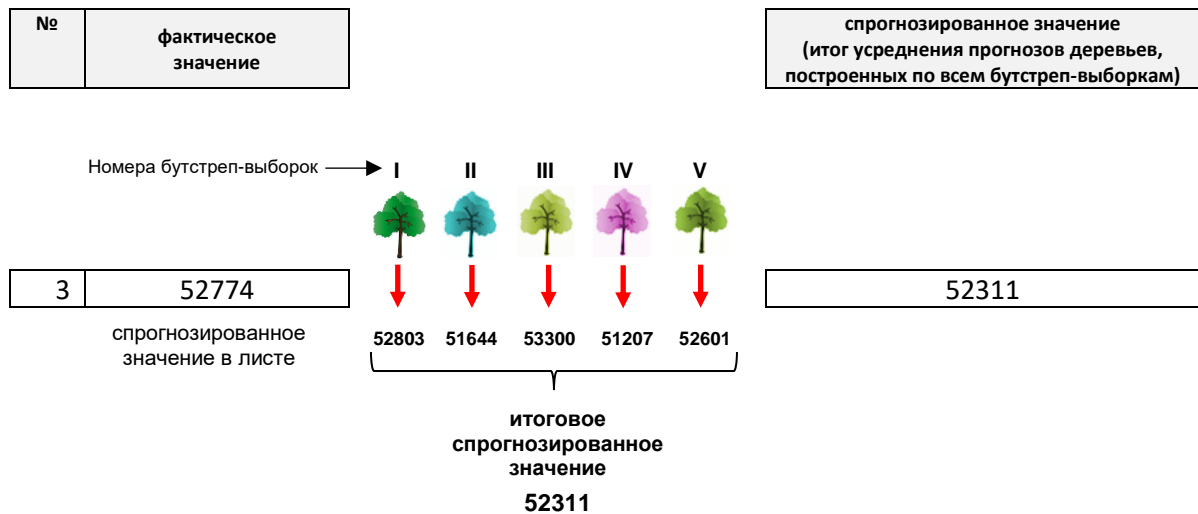 №
фактическое
значение
спрогнозированное значение
(итог усреднения прогнозов деревьев,
построенных по всем бутстреп-выборкам)
Номера бутстреп-выборок I II III IV V
3 52774 52311
спрогнозированное
значение в листе
52803 51644 53300 51207 52601
итоговое
спрогнозированное
значение
52311